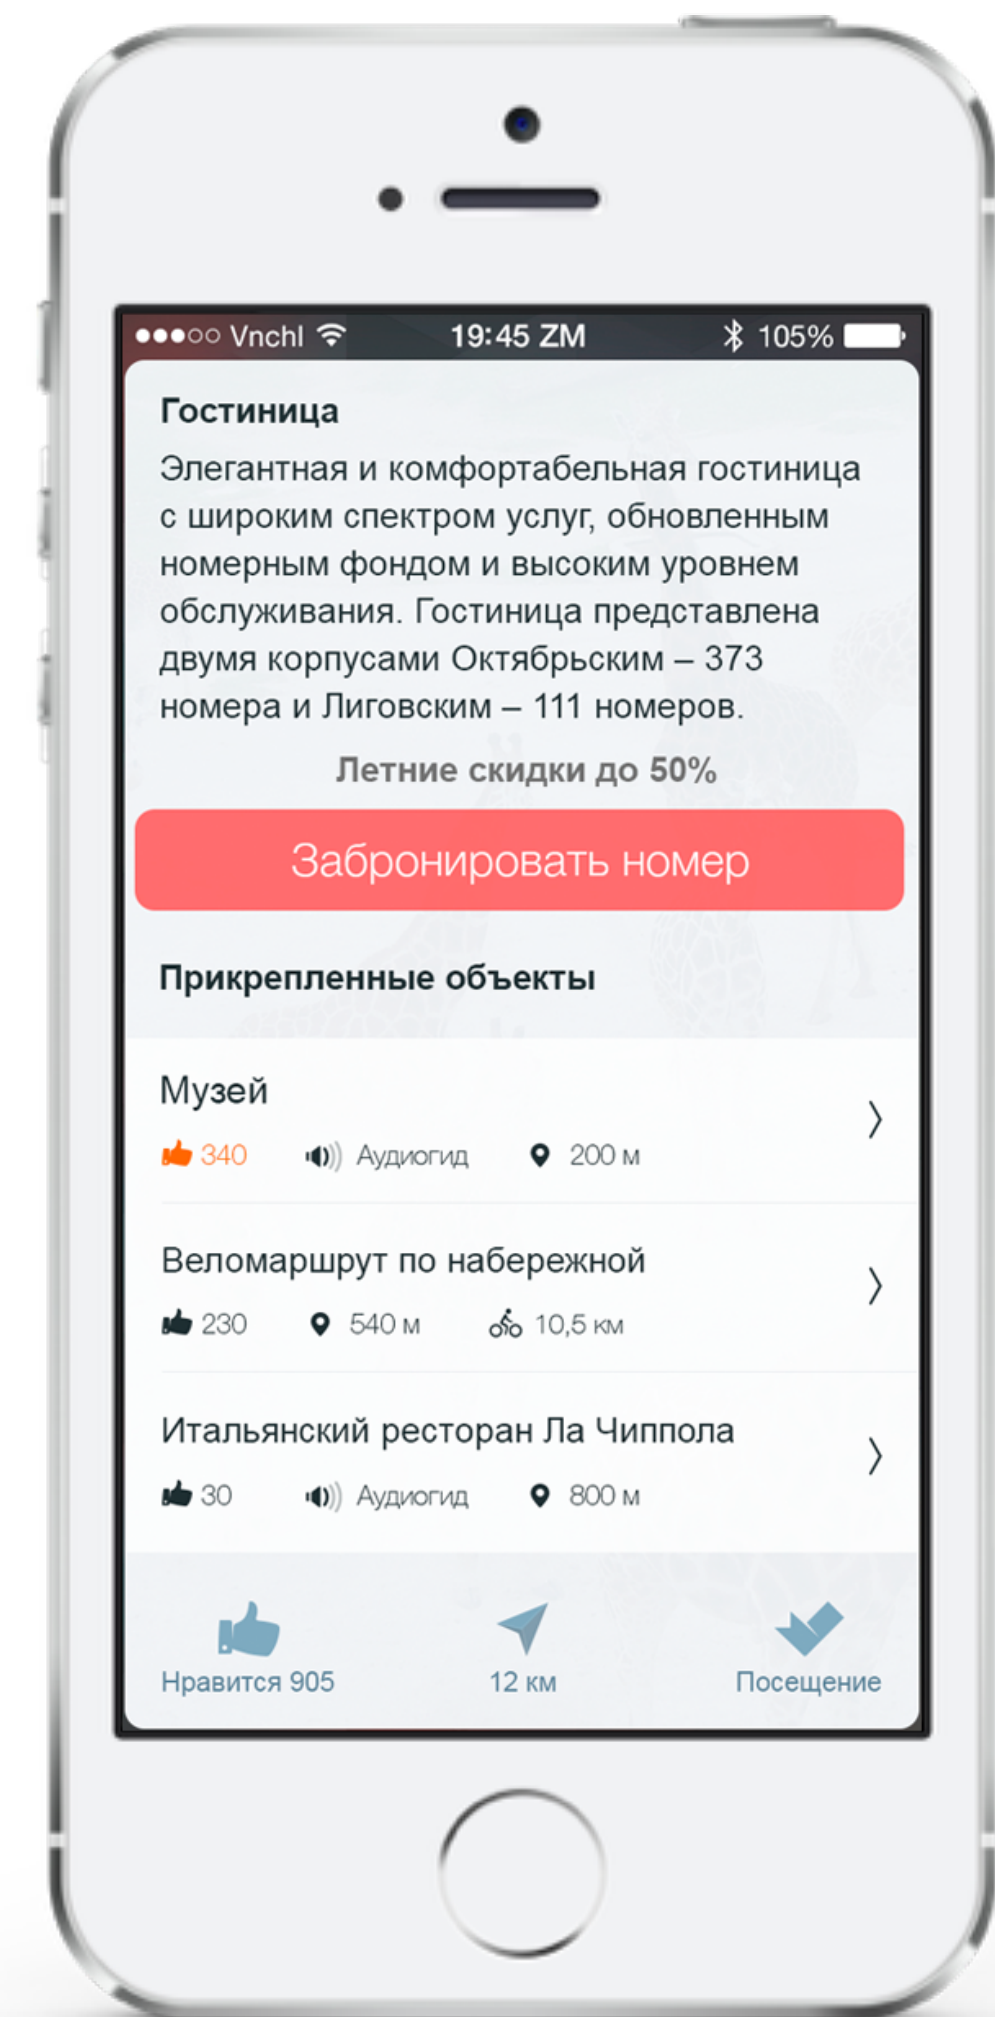 Vnchl 19:45 ZM 105%
Гостиница
Элегантная и комфортабельная гостиница
с широким спектром услуг, обновленным
номерным фондом и высоким уровнем
обслуживания. Гостиница представлена
двумя корпусами Октябрьским – 373
номера и Лиговским – 111 номеров.
Летние скидки до 50%
Забронировать номер
Прикрепленные объекты
Музей
340 Аудиогид 200 м
Веломаршрут по набережной
230 540 м 10,5 км
Итальянский ресторан Ла Чиппола
30 Аудиогид 800 м
Нравится 905 12 км Посещение